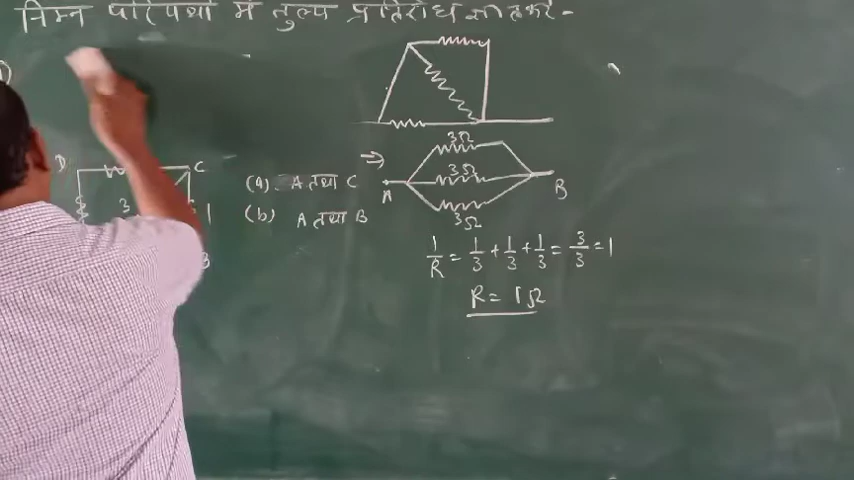 निम्न परिपथों में तुल्य प्रतिरोध ज्ञात करें -
D
C
3
1
(a). A तथा C
(b) A तथा B
3Ω
3Ω
3Ω
A
B
1/R = 1/3 + 1/3 + 1/3 = 3/3 = 1
R = 1Ω